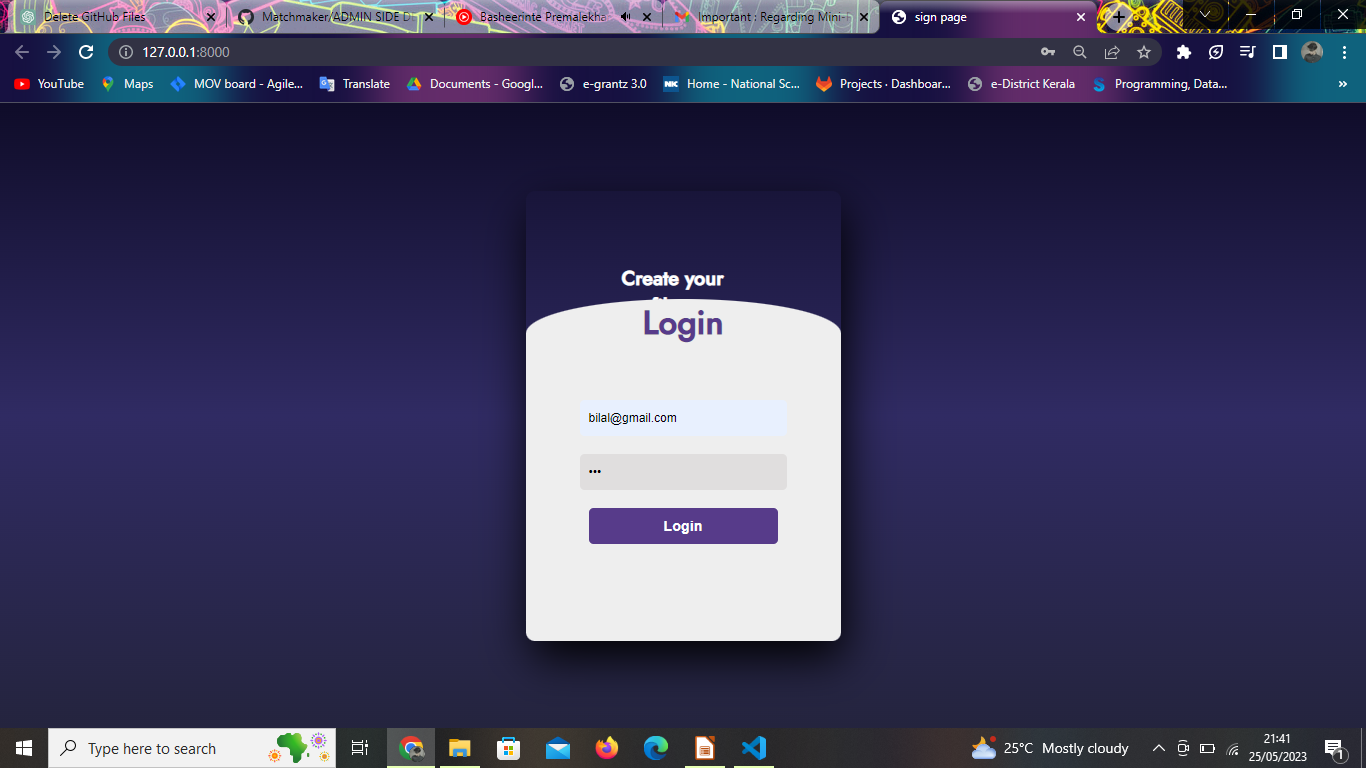 Delete GitHub Files
Matchmaker/ADMIN SIDE D
Basheerinte Premalekha
Important : Regarding Mini-
sign page
127.0.0.1:8000
YouTube
Maps
MOV board - Agile...
Translate
Documents - Googl...
e-grantz 3.0
NK
Home - National Sc...
Projects · Dashboar...
e-District Kerala
Programming, Data...
»
Create your
Login
bilal@gmail.com
•••
Login
Type here to search
25°C Mostly cloudy
21:41
25/05/2023
1